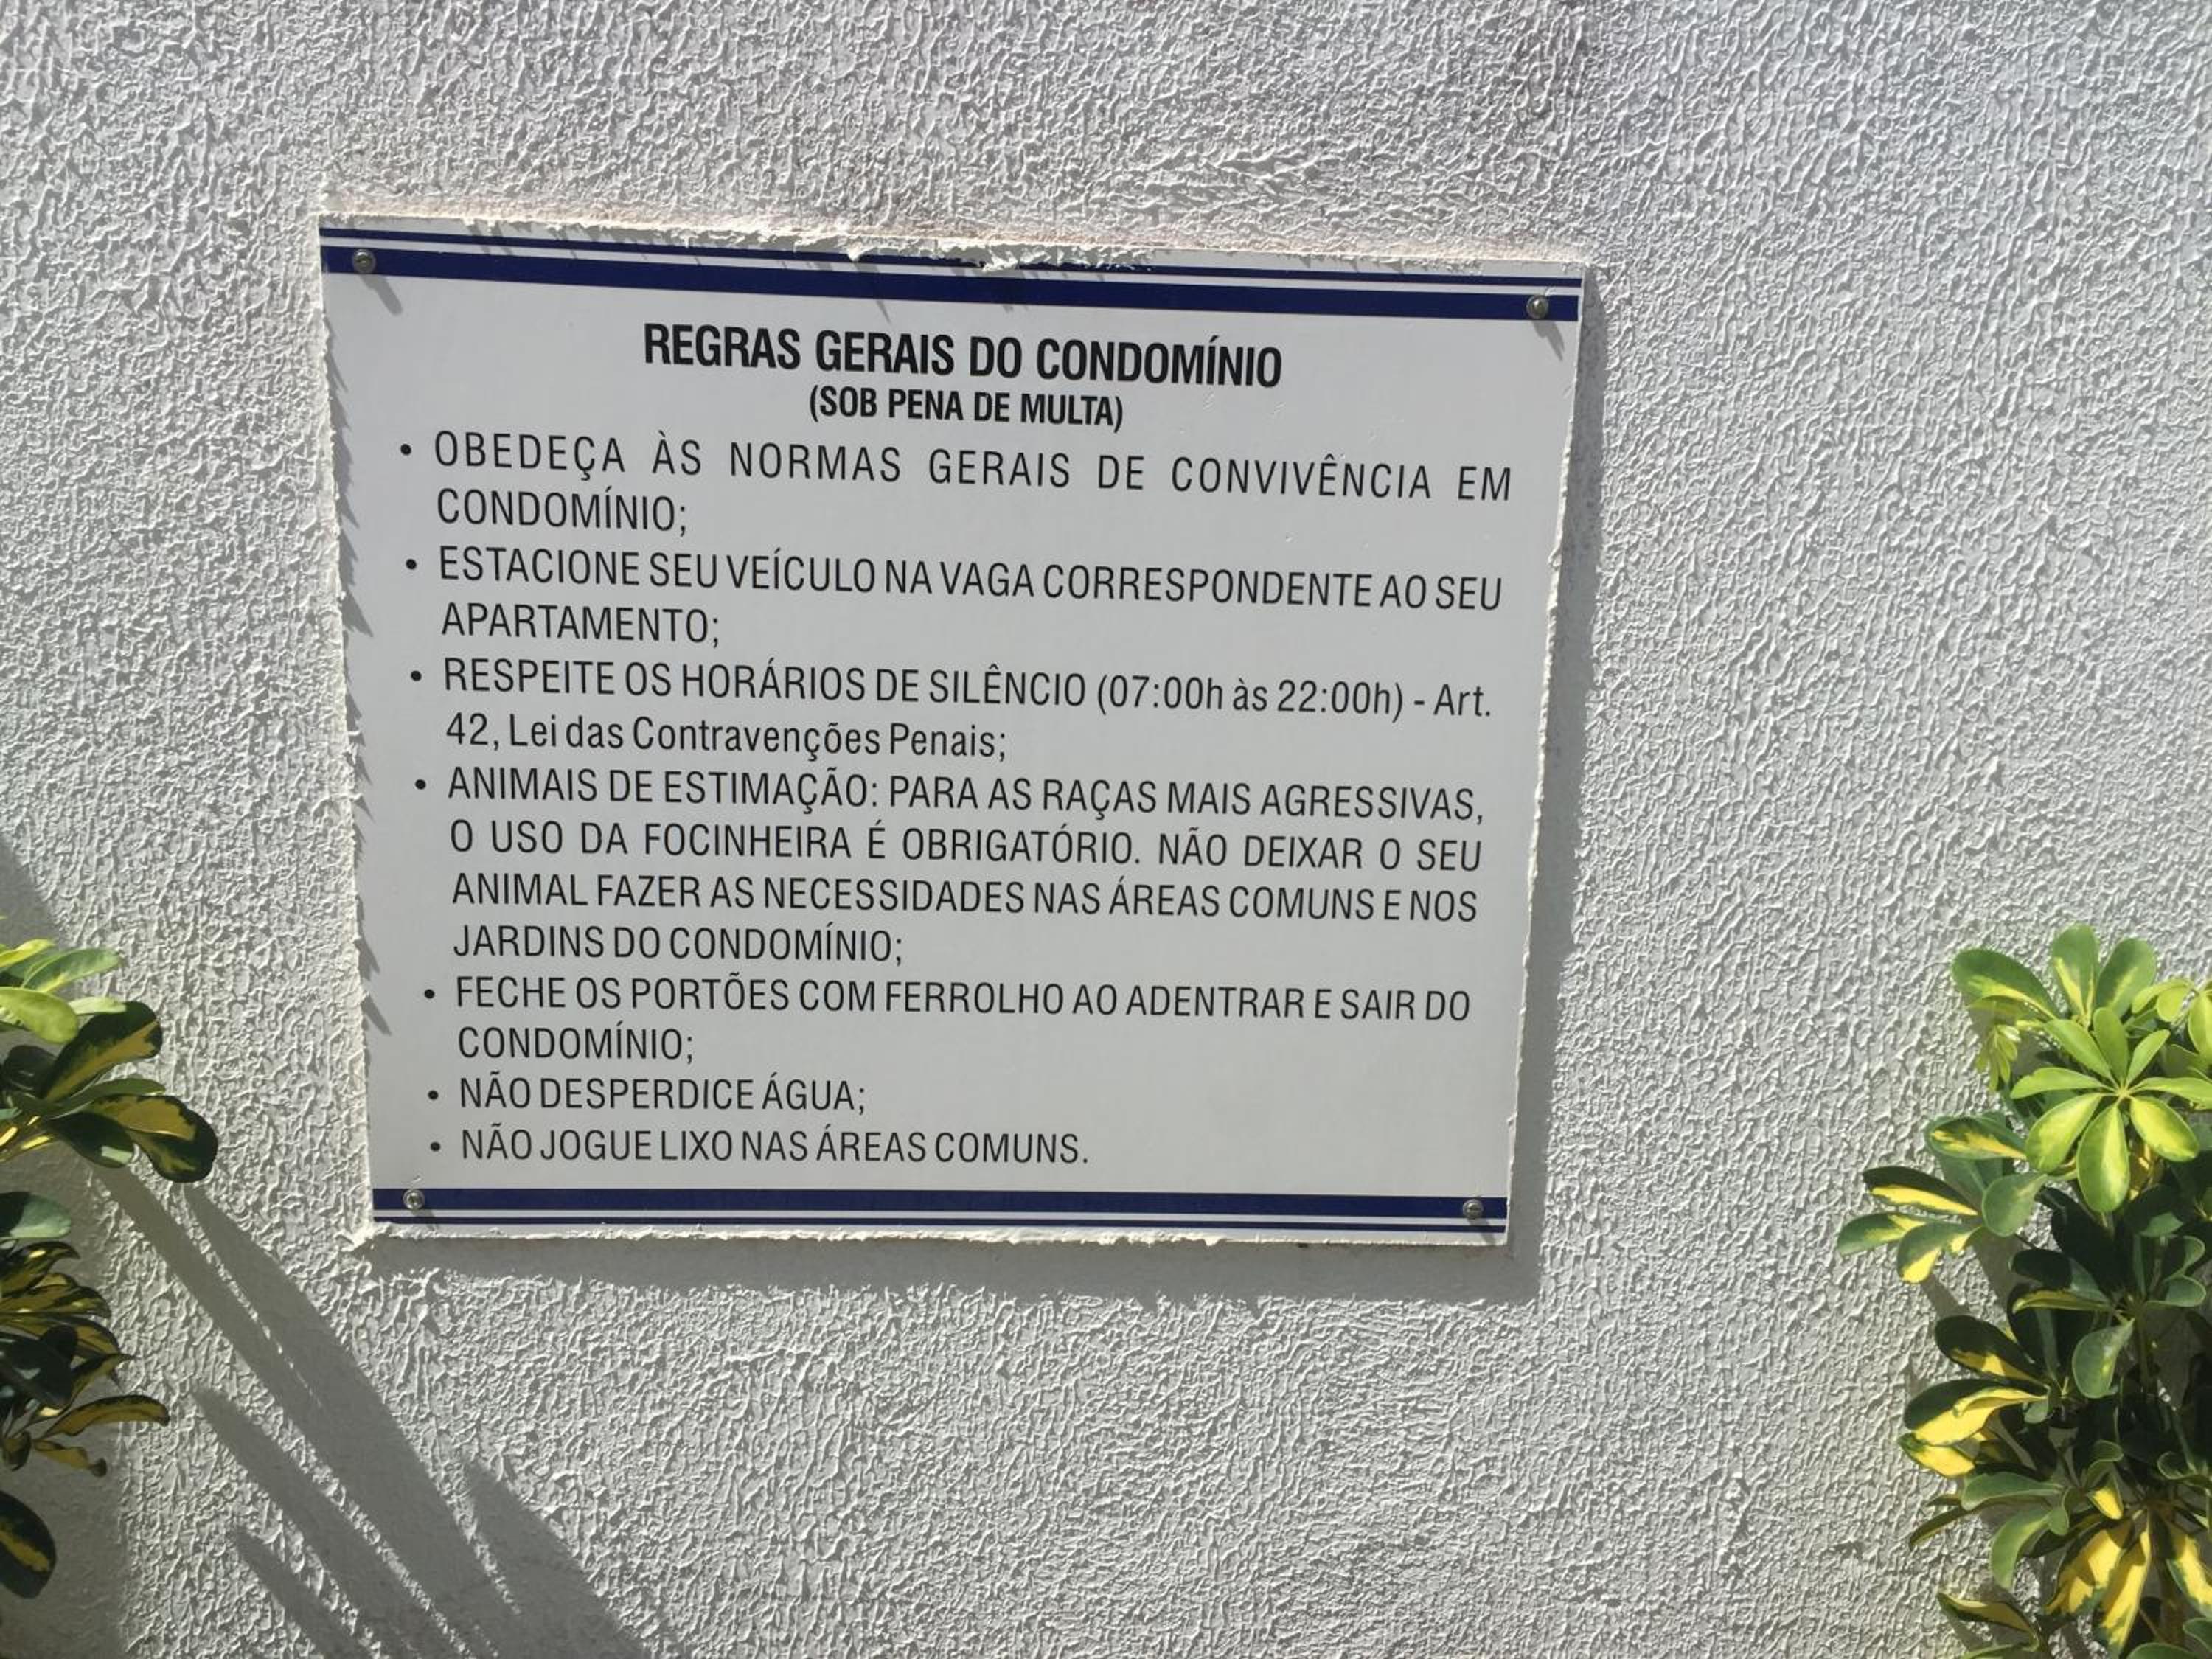 REGRAS GERAIS DO CONDOMÍNIO
(SOB PENA DE MULTA)
• OBEDEÇA ÀS NORMAS GERAIS DE CONVIVÊNCIA EM
CONDOMÍNIO;
• ESTACIONE SEU VEÍCULO NA VAGA CORRESPONDENTE AO SEU
APARTAMENTO;
• RESPEITE OS HORÁRIOS DE SILÊNCIO (07:00h às 22:00h) - Art.
42, Lei das Contravenções Penais;
• ANIMAIS DE ESTIMAÇÃO: PARA AS RAÇAS MAIS AGRESSIVAS,
O USO DA FOCINHEIRA É OBRIGATÓRIO. NÃO DEIXAR O SEU
ANIMAL FAZER AS NECESSIDADES NAS ÁREAS COMUNS E NOS
JARDINS DO CONDOMÍNIO;
• FECHE OS PORTÕES COM FERROLHO AO ADENTRAR E SAIR DO
CONDOMÍNIO;
• NÃO DESPERDICE ÁGUA;
• NÃO JOGUE LIXO NAS ÁREAS COMUNS.